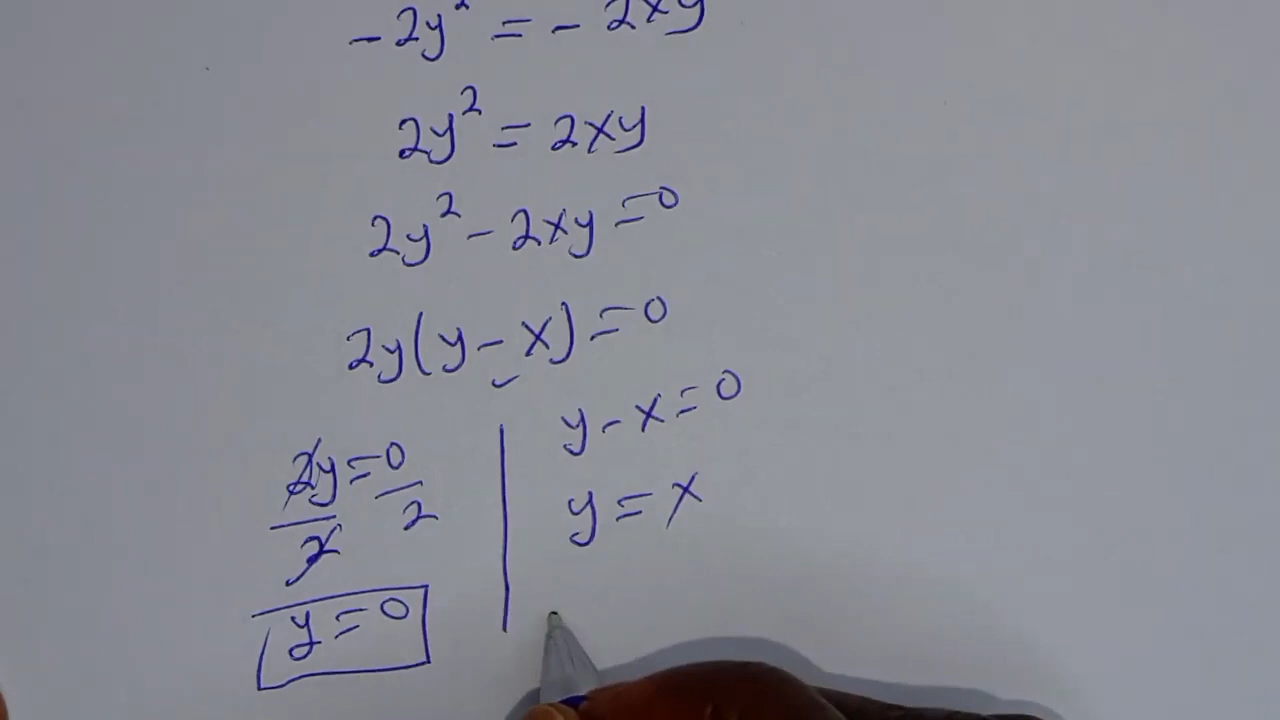 -2y² = -2xy
2y² = 2xy
2y² - 2xy = 0
2y(y - x) = 0
2y/2 = 0/2
y = 0
y - x = 0
y = x